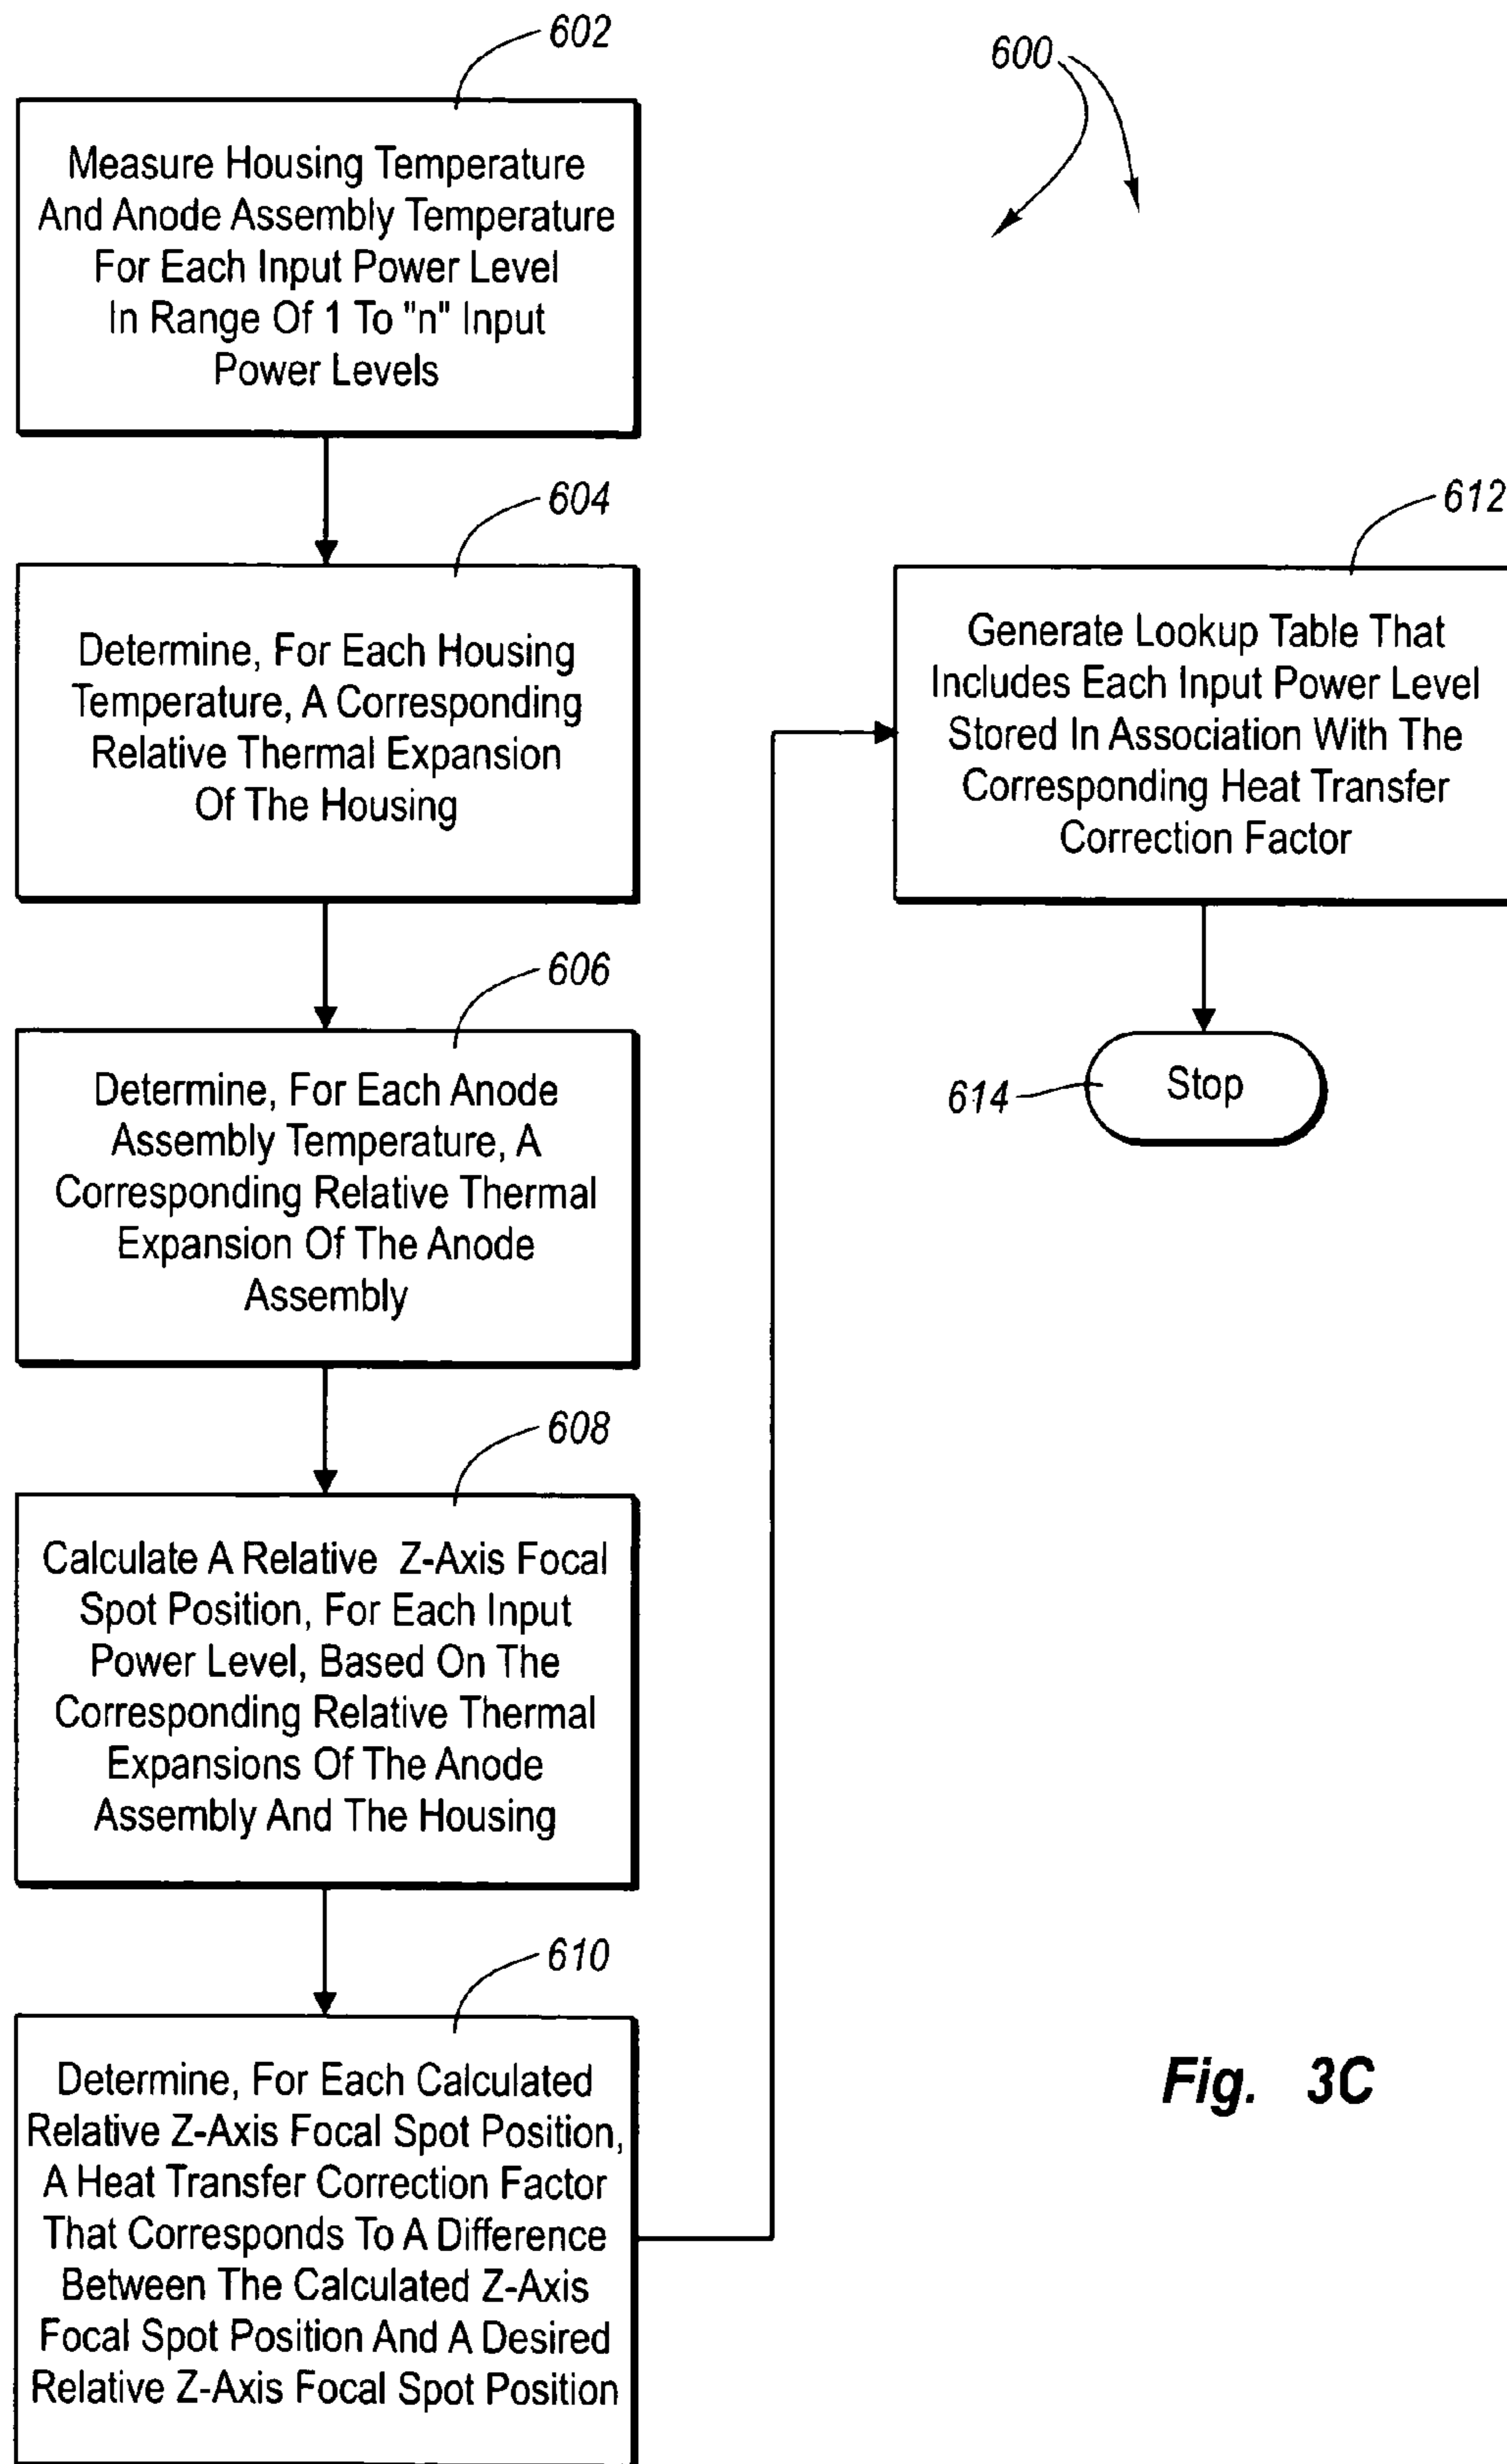 602
Measure Housing Temperature
And Anode Assembly Temperature
For Each Input Power Level
In Range Of 1 To "n" Input
Power Levels
604
Determine, For Each Housing
Temperature, A Corresponding
Relative Thermal Expansion
Of The Housing
606
Determine, For Each Anode
Assembly Temperature, A
Corresponding Relative Thermal
Expansion Of The Anode
Assembly
608
Calculate A Relative Z-Axis Focal
Spot Position, For Each Input
Power Level, Based On The
Corresponding Relative Thermal
Expansions Of The Anode
Assembly And The Housing
610
Determine, For Each Calculated
Relative Z-Axis Focal Spot Position,
A Heat Transfer Correction Factor
That Corresponds To A Difference
Between The Calculated Z-Axis
Focal Spot Position And A Desired
Relative Z-Axis Focal Spot Position
600
612
Generate Lookup Table That
Includes Each Input Power Level
Stored In Association With The
Corresponding Heat Transfer
Correction Factor
614
Stop
Fig. 3C